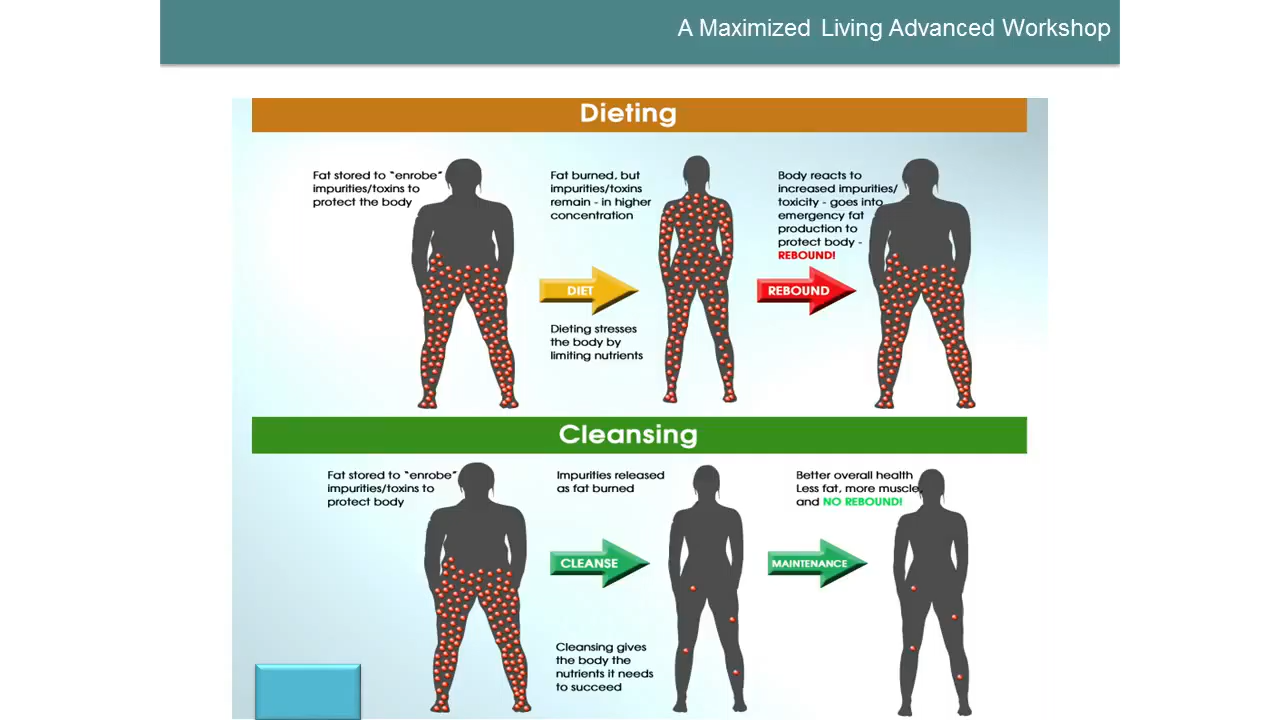 A Maximized Living Advanced Workshop
Dieting
Fat stored to "enrobe"
impurities/toxins to
protect the body
Fat burned, but
impurities/toxins
remain - in higher
concentration
Body reacts to
increased impurities/
toxicity - goes into
emergency fat
production to
protect body -
REBOUND!
DIET
REBOUND
Dieting stresses
the body by
limiting nutrients
Cleansing
Fat stored to "enrobe"
impurities/toxins to
protect body
Impurities released
as fat burned
Better overall health
Less fat, more muscle,
and NO REBOUND!
CLEANSE
MAINTENANCE
Cleansing gives
the body the
nutrients it needs
to succeed